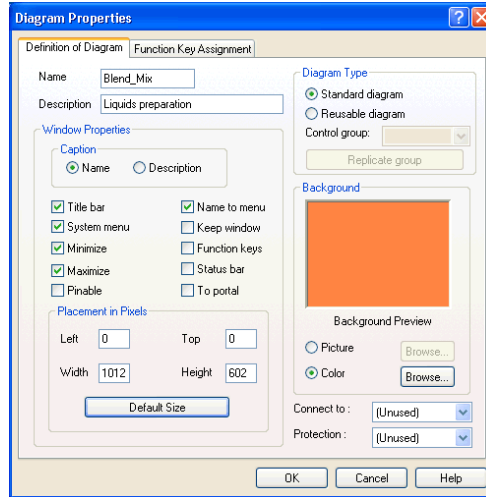 Diagram Properties
Definition of Diagram
Function Key Assignment
Name
Blend_Mix
Description
Liquids preparation
Window Properties
Caption
Name
Description
Title bar
Name to menu
System menu
Keep window
Minimize
Function keys
Maximize
Status bar
Pinable
To portal
Placement in Pixels
Left
0
Top
0
Width
1012
Height
602
Default Size
Diagram Type
Standard diagram
Reusable diagram
Control group:
Replicate group
Background
Background Preview
Picture
Browse...
Color
Browse...
Connect to :
(Unused)
Protection :
(Unused)
OK
Cancel
Help